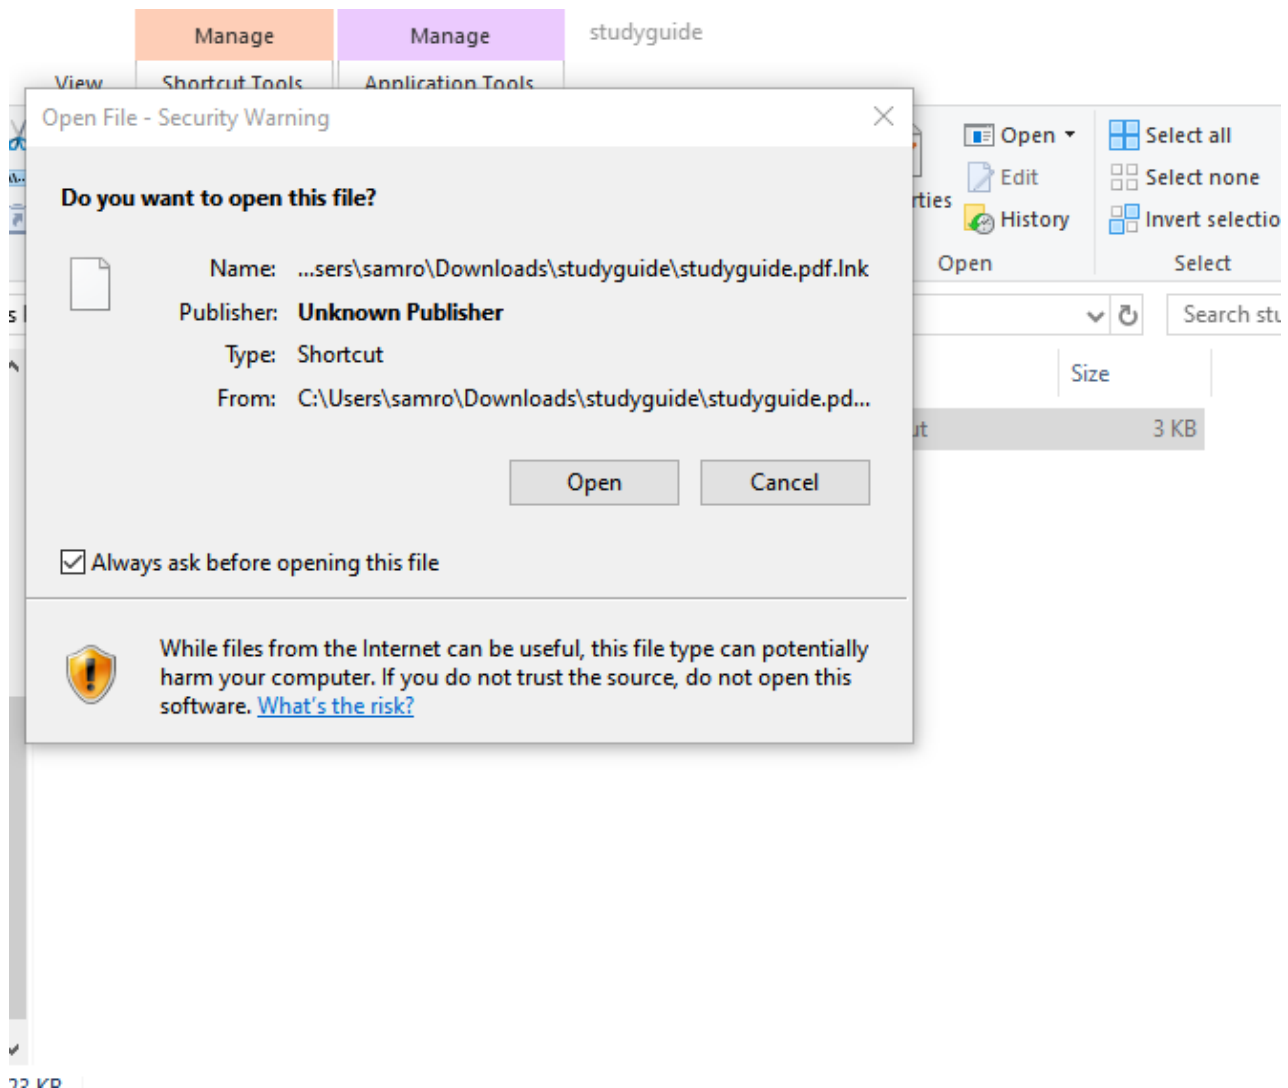 Manage
Manage
studyguide
View
Shortcut Tools
Application Tools
Open File - Security Warning
Do you want to open this file?
Name: ...sers\samro\Downloads\studyguide\studyguide.pdf.lnk
Publisher: Unknown Publisher
Type: Shortcut
From: C:\Users\samro\Downloads\studyguide\studyguide.pd...
Open
Cancel
Always ask before opening this file
While files from the Internet can be useful, this file type can potentially
harm your computer. If you do not trust the source, do not open this
software. What's the risk?
rties
Open
Edit
History
Open
Select all
Select none
Invert selectio
Select
Search stu
Size
ut
3 KB
23 KB